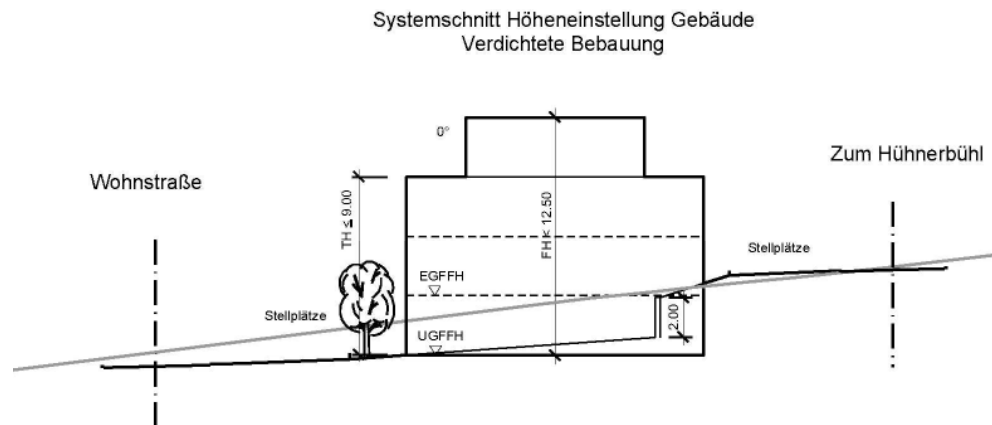 Systemschnitt Höheneinstellung Gebäude
Verdichtete Bebauung
0°
Zum Hühnerbühl
Wohnstraße
TH ≤ 9.00
FH < 12.50
Stellplätze
EGFFH
Stellplätze
2.00
UGFFH